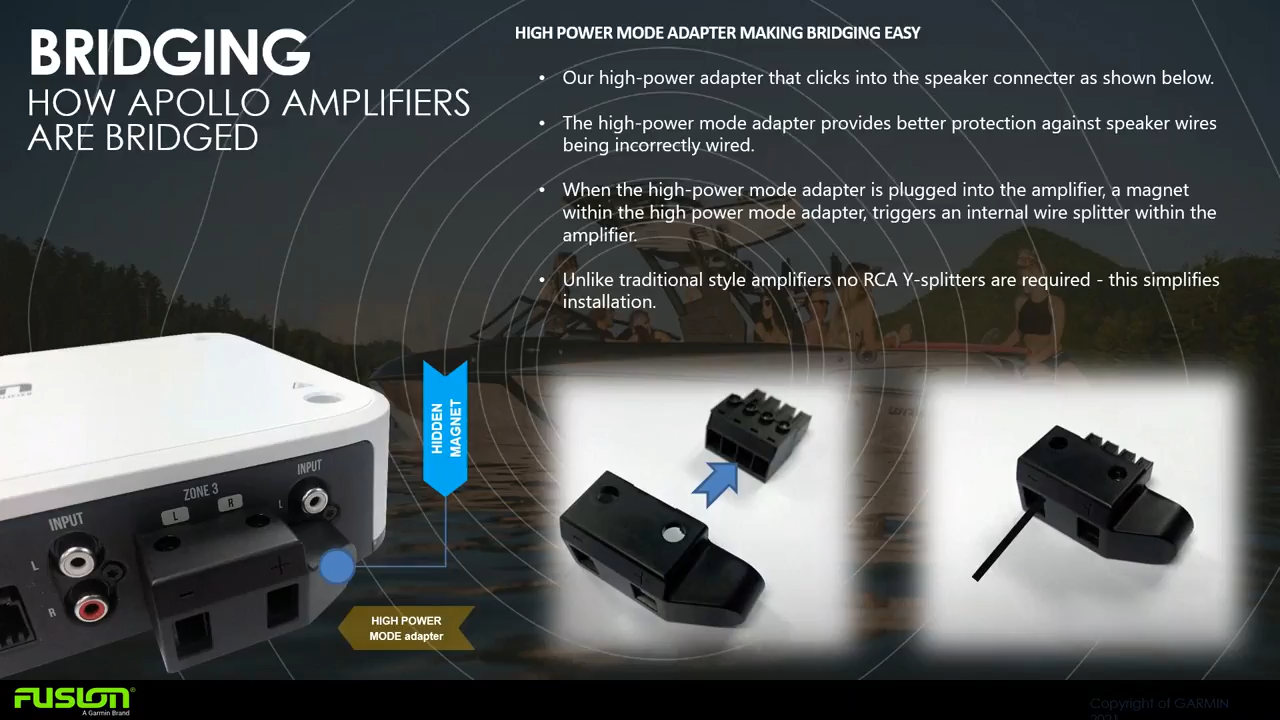 BRIDGING
HOW APOLLO AMPLIFIERS
ARE BRIDGED
HIGH POWER MODE ADAPTER MAKING BRIDGING EASY
• Our high-power adapter that clicks into the speaker connecter as shown below.
• The high-power mode adapter provides better protection against speaker wires
being incorrectly wired.
• When the high-power mode adapter is plugged into the amplifier, a magnet
within the high power mode adapter, triggers an internal wire splitter within the
amplifier.
• Unlike traditional style amplifiers no RCA Y-splitters are required - this simplifies
installation.
HIDDEN
MAGNET
INPUT
ZONE 3
L
R
L
INPUT
L
R
- +
HIGH POWER
MODE adapter
FUSION®
A Garmin Brand
Copyright of GARMIN
2021